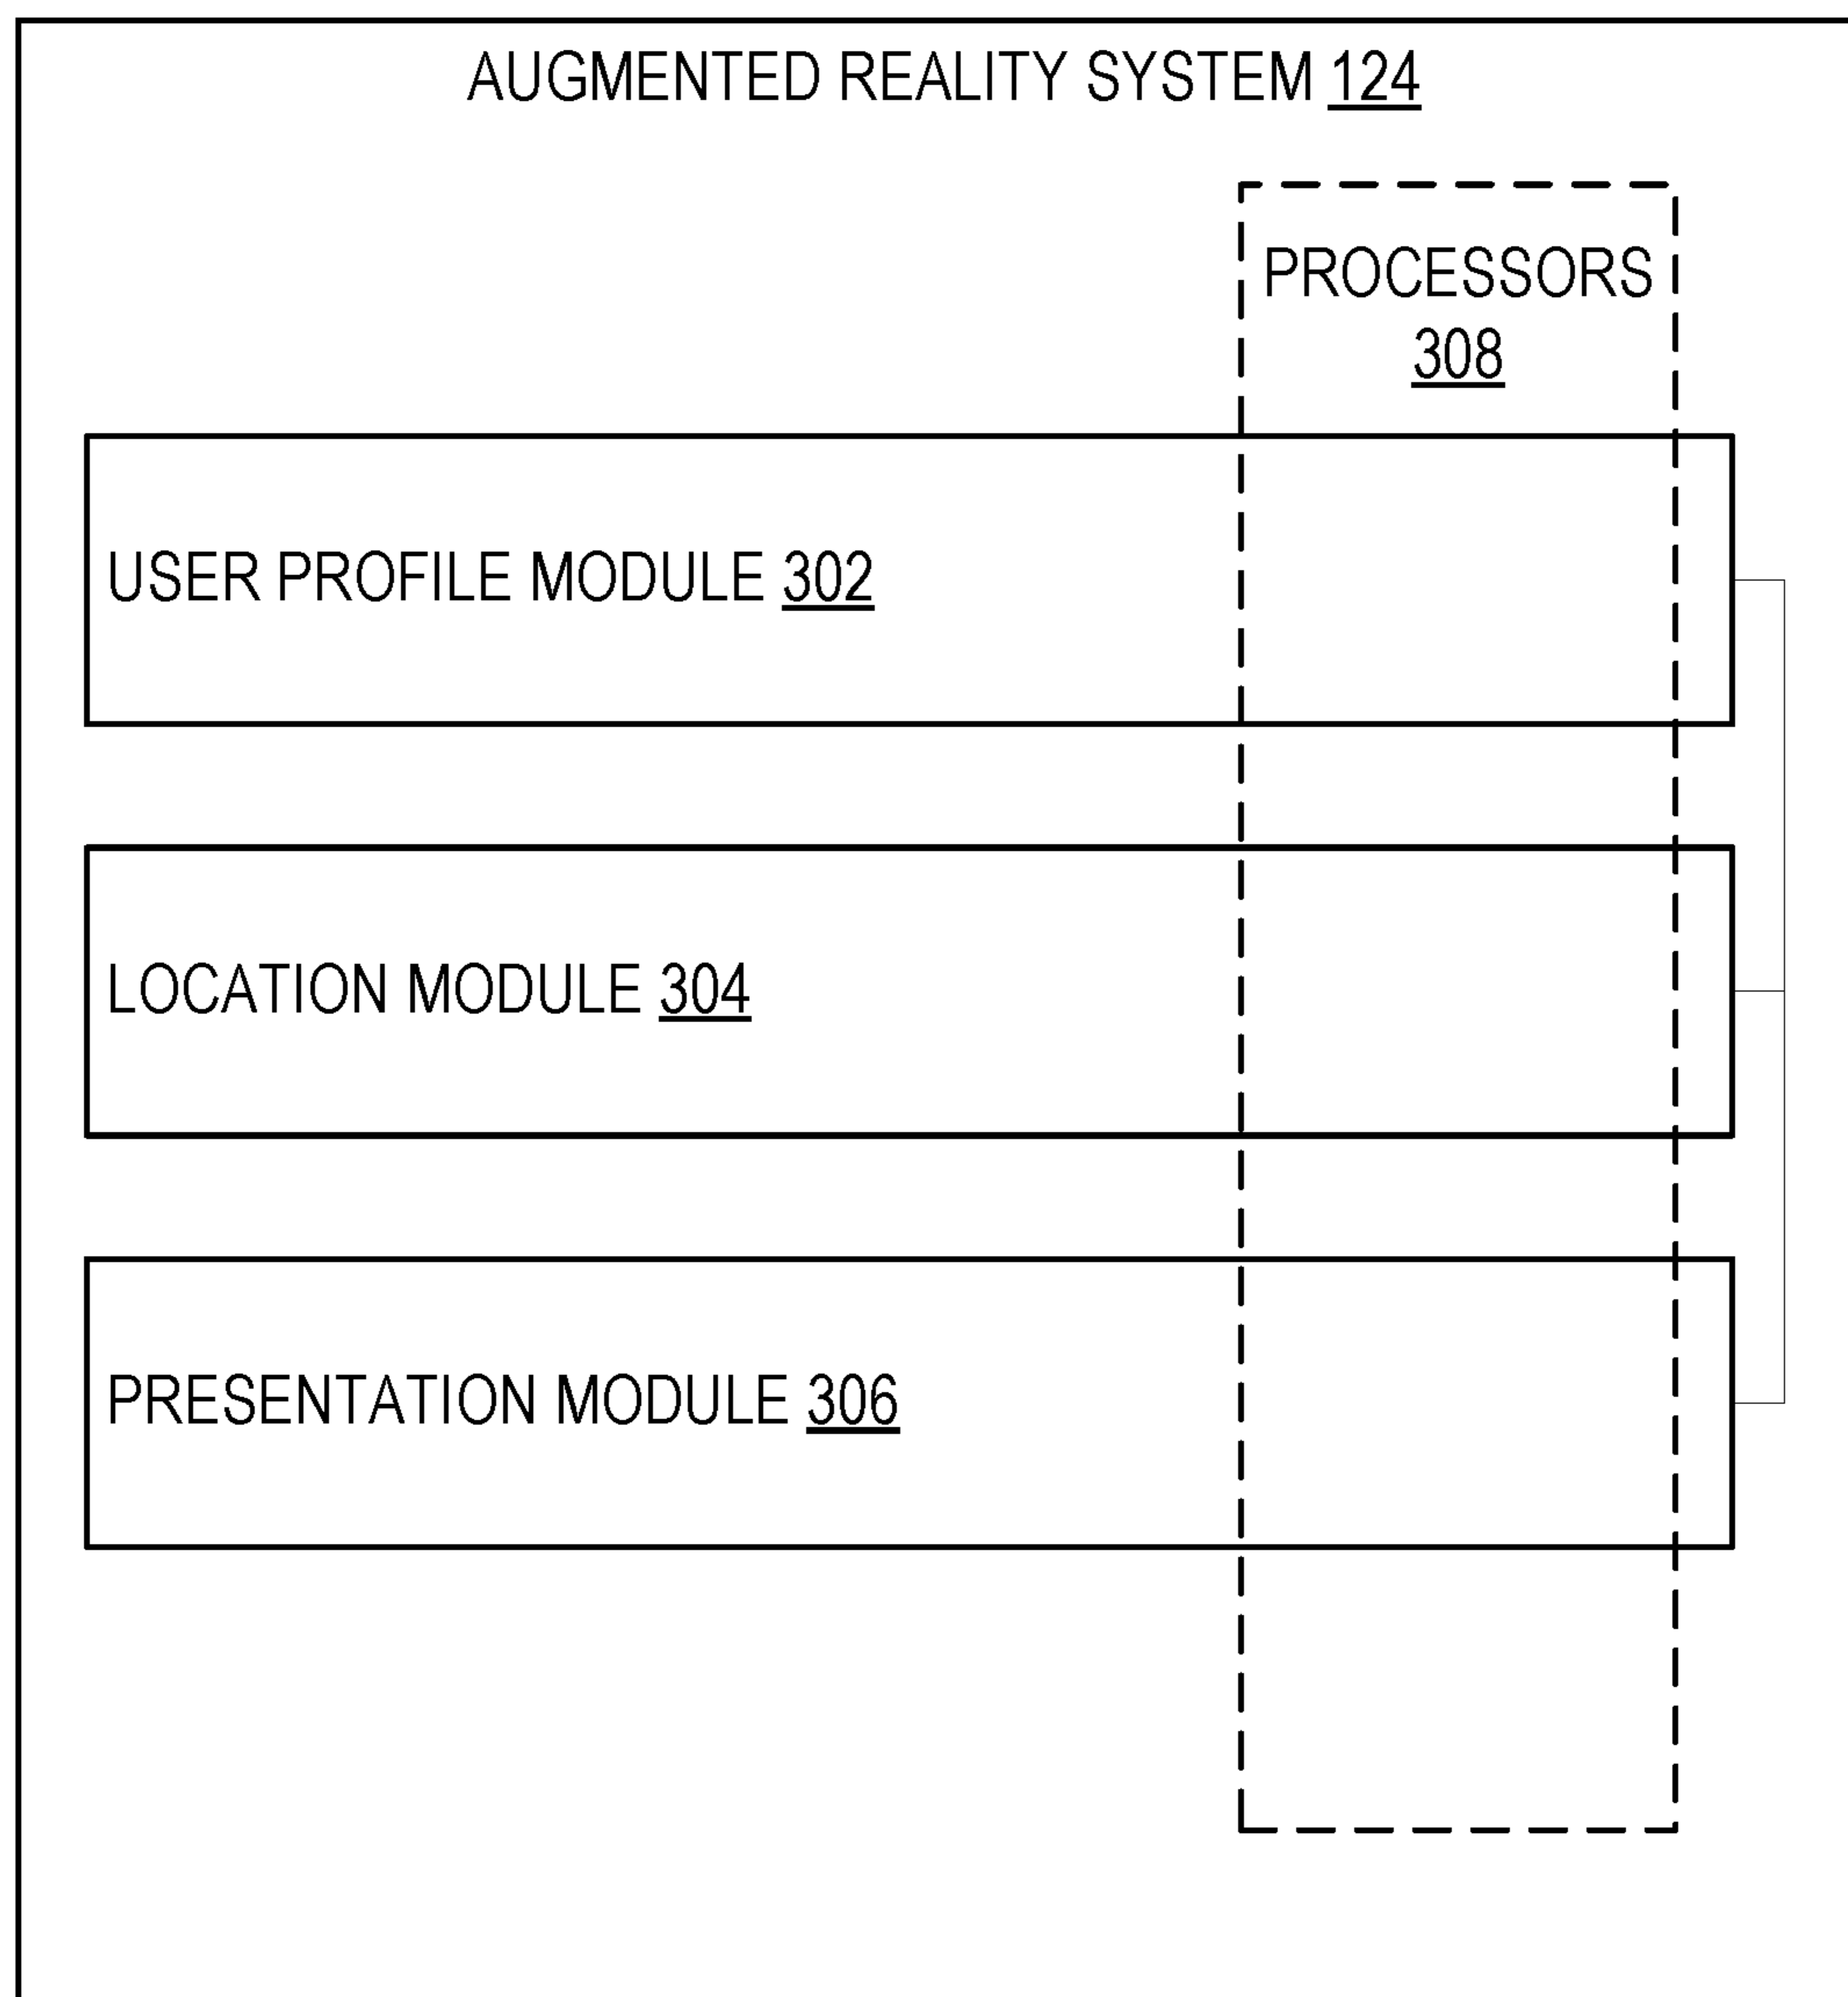 AUGMENTED REALITY SYSTEM 124
PROCESSORS
308
USER PROFILE MODULE 302
LOCATION MODULE 304
PRESENTATION MODULE 306